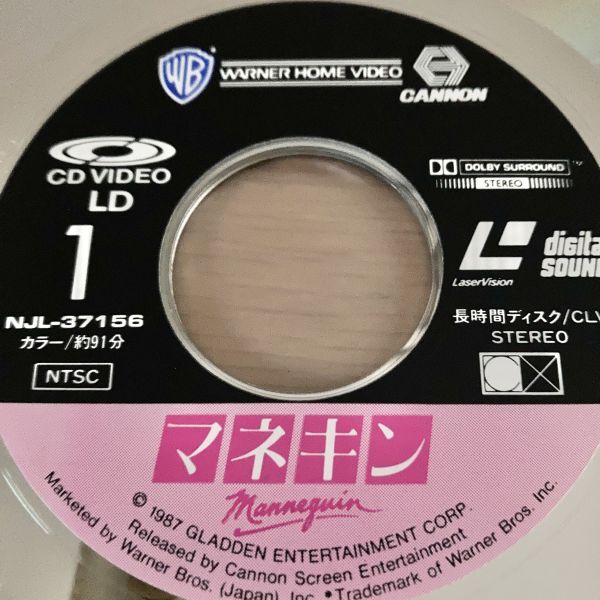 WB WARNER HOME VIDEO
CANNON
CD VIDEO
LD
1
NJL-37156
カラー/約91分
NTSC
DOLBY SURROUND
STEREO
LaserVision
digital SOUND
長時間ディスク/CLV
STEREO
マネキン
Mannequin
© 1987 GLADDEN ENTERTAINMENT CORP.
Released by Cannon Screen Entertainment
Marketed by Warner Bros. (Japan), Inc. *Trademark of Warner Bros. Inc.